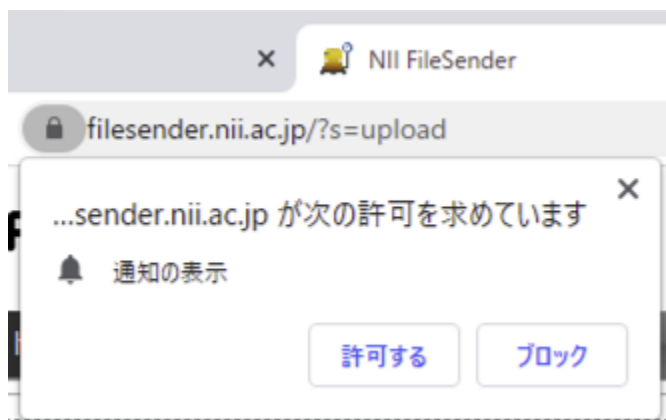 NII FileSender
filesender.nii.ac.jp/?s=upload
...sender.nii.ac.jp が次の許可を求めています
通知の表示
許可する
ブロック